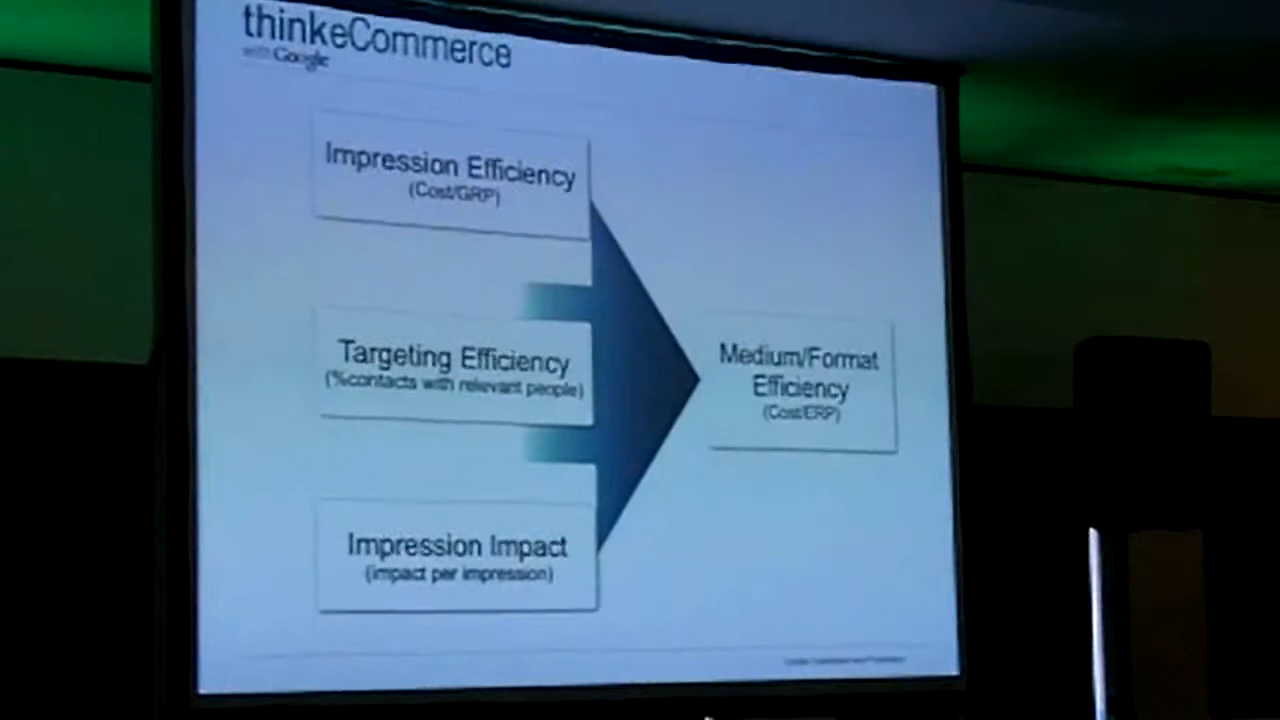 thinkeCommerce
with Google
Impression Efficiency
(Cost/GRP)
Targeting Efficiency
(%contacts with relevant people)
Impression Impact
(impact per impression)
Medium/Format
Efficiency
(Cost/ERP)